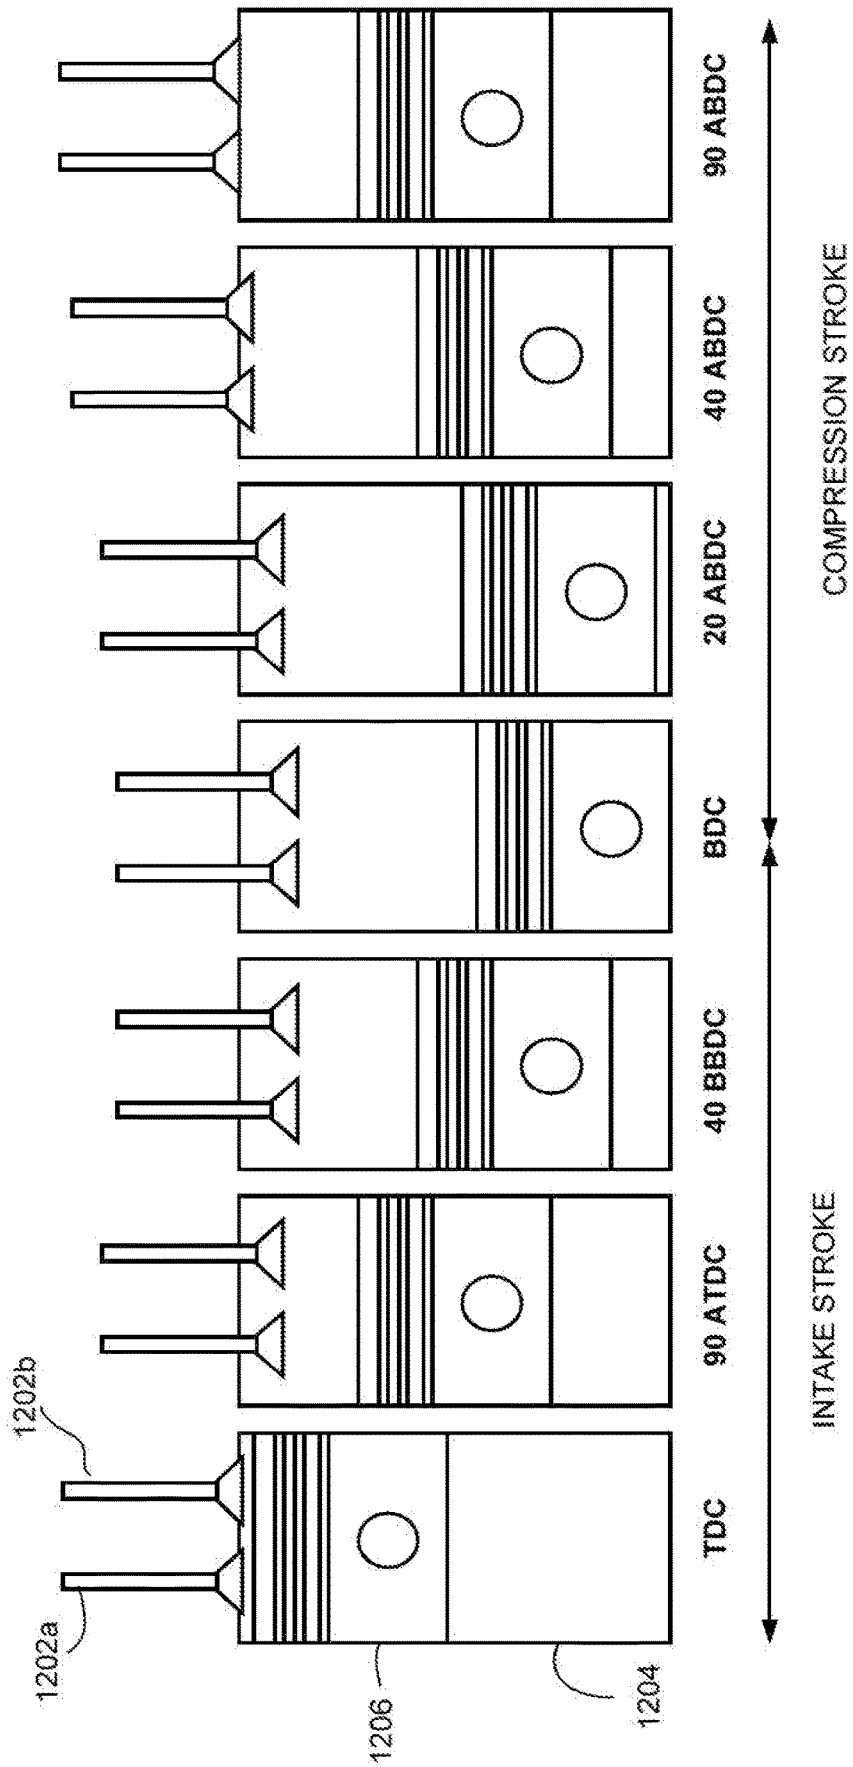 1202a
1202b
1206
1204
TDC
90 ATDC
40 BBDC
BDC
20 ABDC
40 ABDC
90 ABDC
INTAKE STROKE
COMPRESSION STROKE